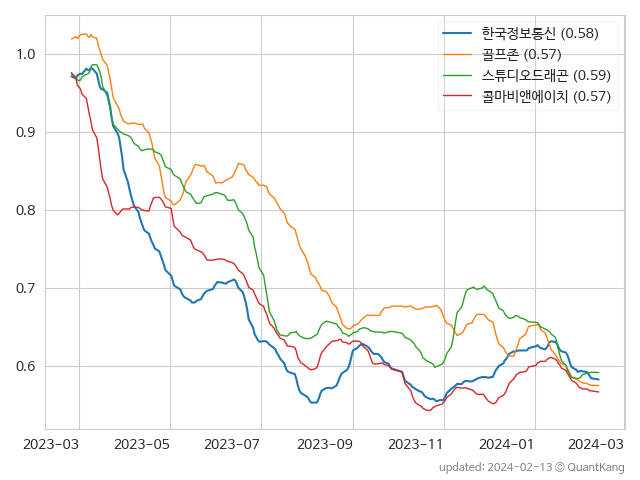 한국정보통신 (0.58)
골프존 (0.57)
스튜디오드래곤 (0.59)
콜마비앤에이치 (0.57)
1.0
0.9
0.8
0.7
0.6
2023-03 2023-05 2023-07 2023-09 2023-11 2024-01 2024-03
updated: 2024-02-13 © QuantKang